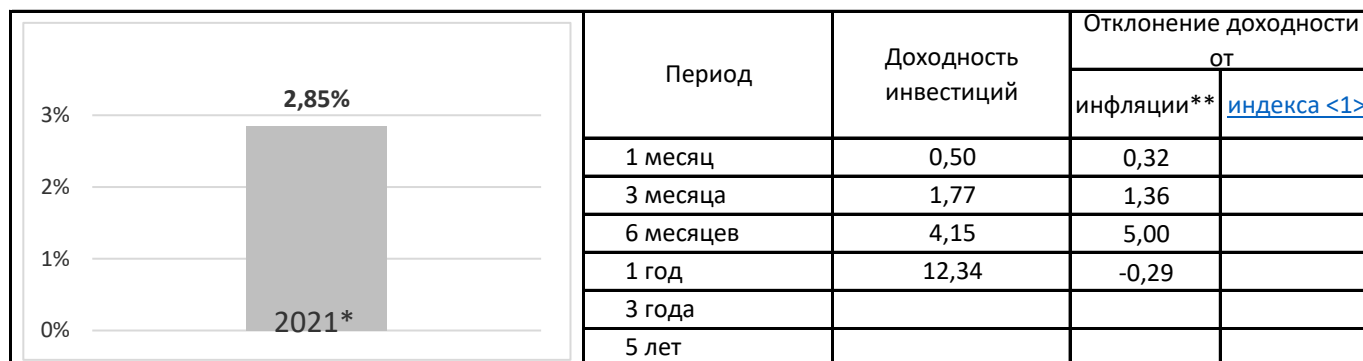 2,85%
3%
2%
1%
0%
2021*
Период
Доходность
инвестиций
Отклонение доходности
от
инфляции**
индекса <1>
1 месяц 0,50 0,32
3 месяца 1,77 1,36
6 месяцев 4,15 5,00
1 год 12,34 -0,29
3 года
5 лет